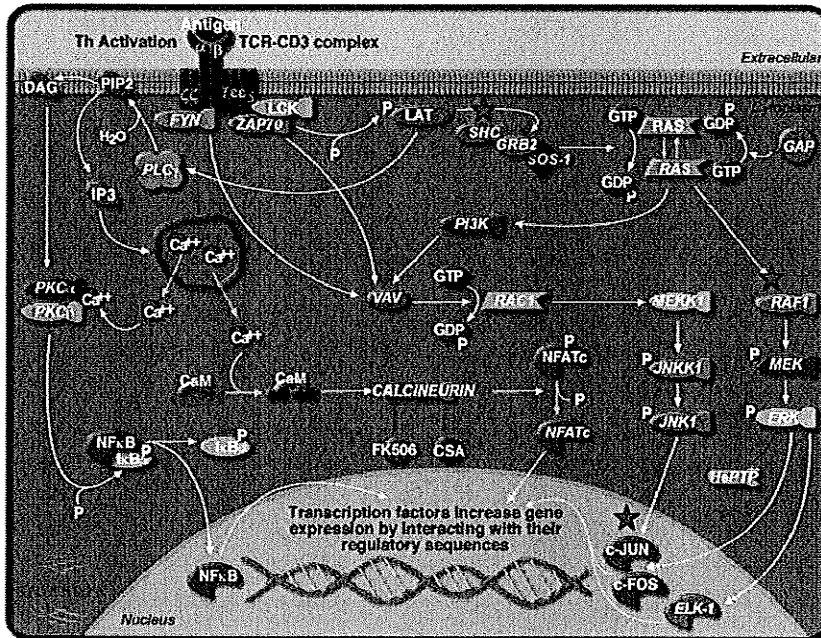 Antigen
Th Activation
TCR-CD3 complex
α β
Extracellular
DAG
PIP2
LCK
FYN
ZAP70
P
LAT
H₂O
P
SHC
GRB2
SOS-1
GTP
RAS
P
GDP
GAP
GDP
P
RAS
GTP
PLC
IP3
PI3K
Ca++
Ca++
PKC
PKC
Ca++
Ca++
VAV
GTP
RAC1
GDP
P
MEKK1
RAF1
Ca++
P
NFATc
P
JNKK1
P
MEK
CaM
CaM
CALCINEURIN
P
NFATc
P
JNK1
P
ERK
NFκB
IκB
P
IκB
P
FK506
CSA
P
HePTP
Transcription factors increase gene
expression by interacting with their
regulatory sequences
c-JUN
c-FOS
NFκB
ELK-1
Nucleus